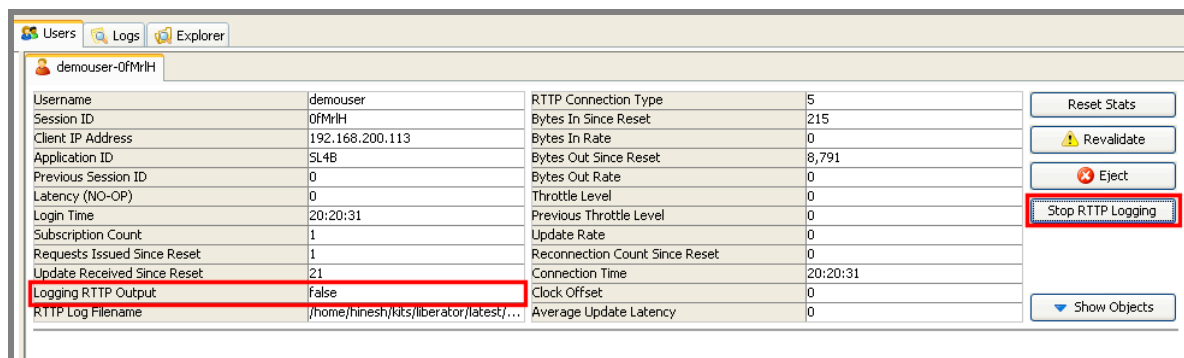 Users Logs Explorer
demouser-0fMrlH
Username demouser RTTP Connection Type 5 Reset Stats
Session ID 0fMrlH Bytes In Since Reset 215
Client IP Address 192.168.200.113 Bytes In Rate 0 Revalidate
Application ID SL4B Bytes Out Since Reset 8,791
Previous Session ID 0 Bytes Out Rate 0 Eject
Latency (NO-OP) 0 Throttle Level 0
Login Time 20:20:31 Previous Throttle Level 0 Stop RTTP Logging
Subscription Count 1 Update Rate 0
Requests Issued Since Reset 1 Reconnection Count Since Reset 0
Update Received Since Reset 21 Connection Time 20:20:31
Logging RTTP Output false Clock Offset 0
RTTP Log Filename /home/hinesh/kits/liberator/latest/... Average Update Latency 0 Show Objects